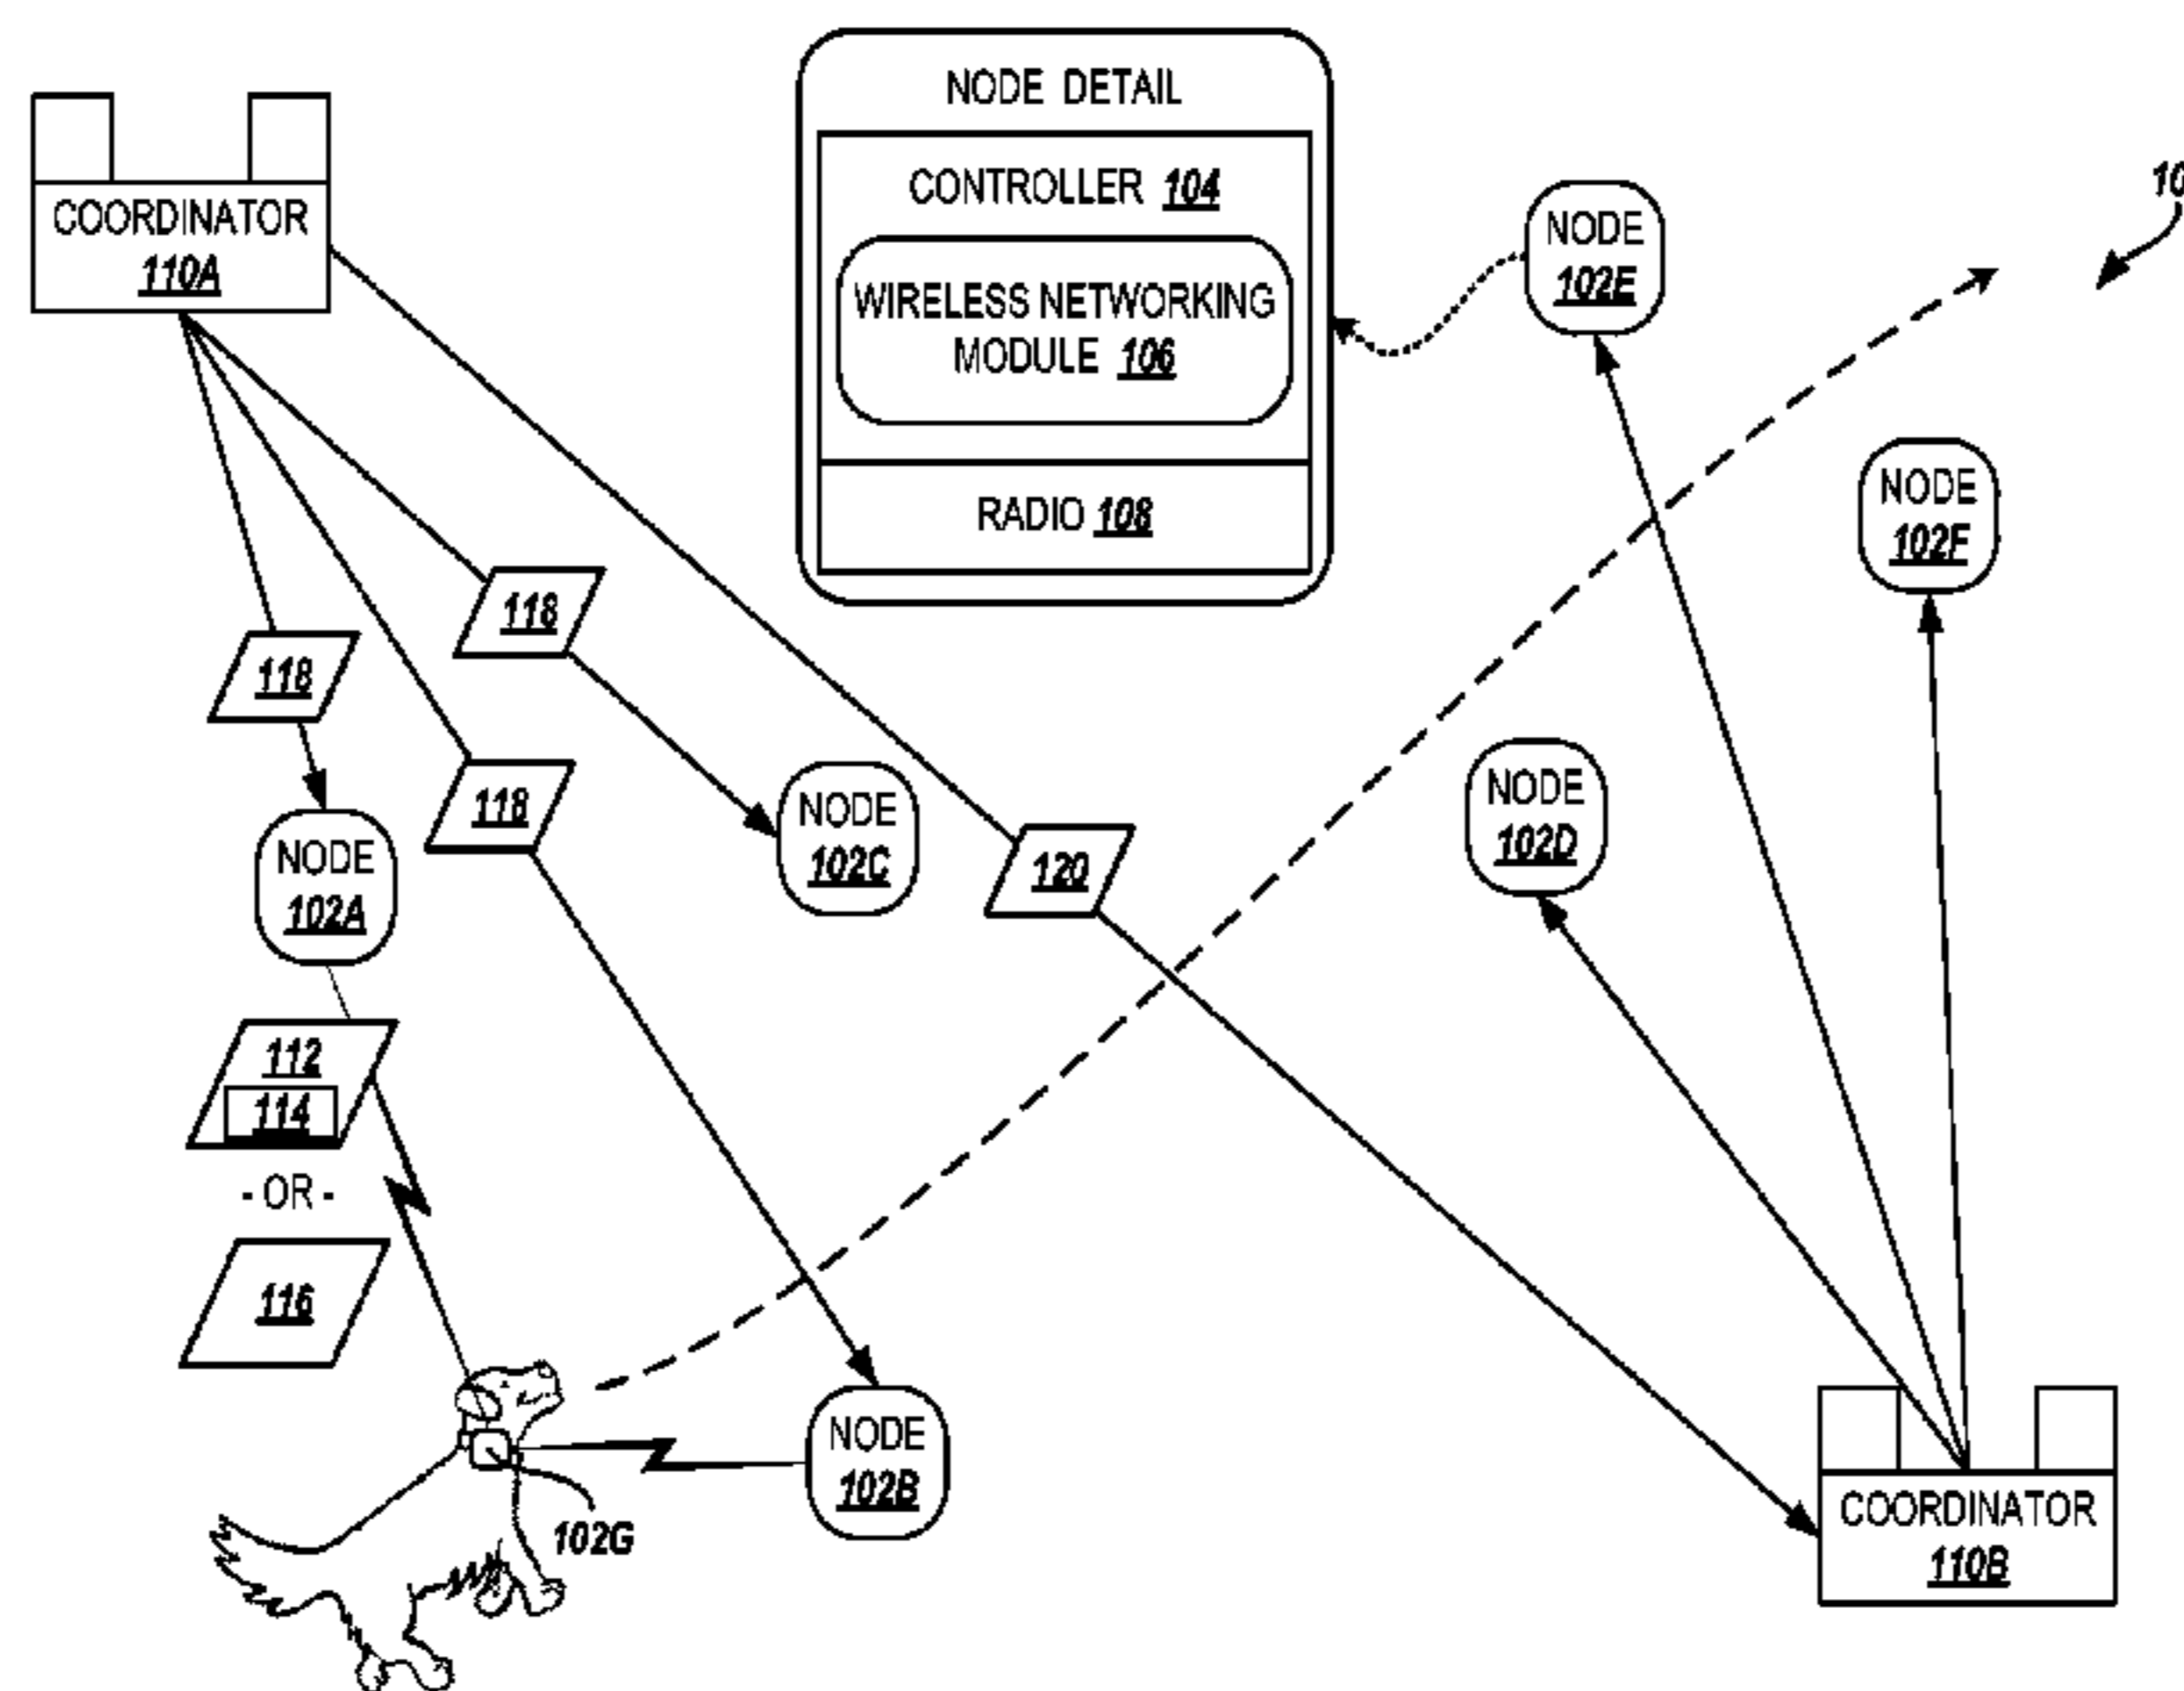 NODE DETAIL
CONTROLLER 104
WIRELESS NETWORKING
MODULE 106
RADIO 108
COORDINATOR
110A
NODE
102E
10
NODE
102F
118
118
118
NODE
102A
NODE
102C
120
NODE
102D
112
114
- OR -
116
NODE
102B
102G
COORDINATOR
110B